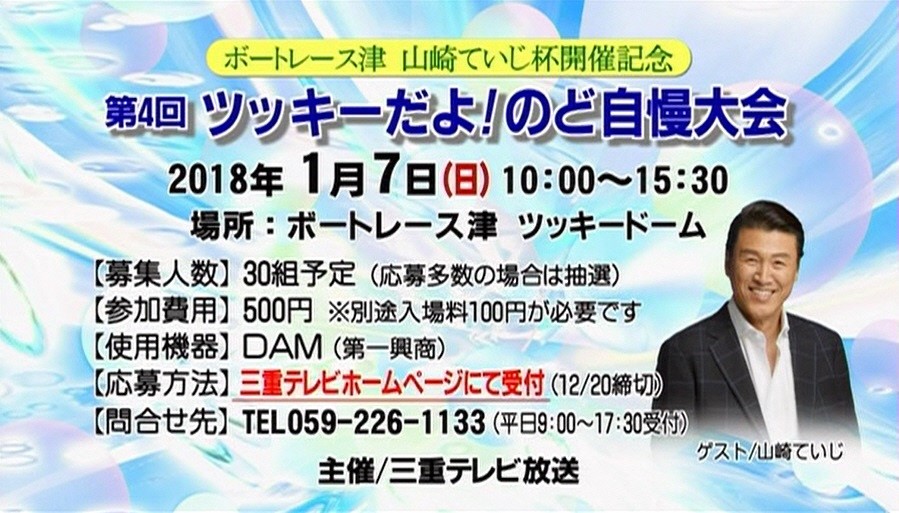 ボートレース津 山崎ていじ杯開催記念
第4回 ツッキーだよ!のど自慢大会
2018年 1月7日(日) 10:00〜15:30
場所:ボートレース津 ツッキードーム
【募集人数】30組予定(応募多数の場合は抽選)
【参加費用】500円 ※別途入場料100円が必要です
【使用機器】DAM(第一興商)
【応募方法】三重テレビホームページにて受付(12/20締切)
【問合せ先】TEL059-226-1133(平日9:00〜17:30受付)
ゲスト/山崎ていじ
主催/三重テレビ放送